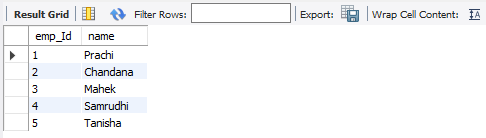 Result Grid Filter Rows: Export: Wrap Cell Content:
emp_Id name
1 Prachi
2 Chandana
3 Mahek
4 Samrudhi
5 Tanisha